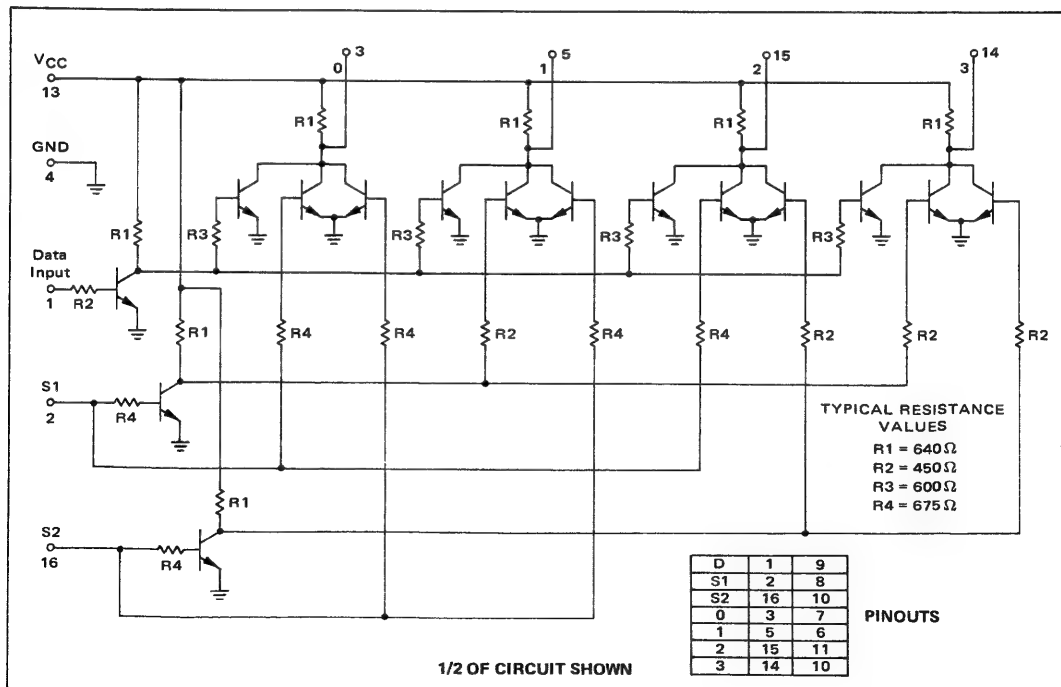 3 5 15 14
0 1 2 3
VCC
13
R1 R1 R1 R1
GND
4
R1 R3 R3 R3 R3
Data
Input
1 R2
R1 R4 R4 R2 R4 R4 R2 R2 R2
S1
2 R4
TYPICAL RESISTANCE
VALUES
R1 = 640Ω
R2 = 450Ω
R3 = 600Ω
R4 = 675Ω
R1
S2
16 R4
D 1 9
S1 2 8
S2 16 10
0 3 7
1 5 6
2 15 11
3 14 10
PINOUTS
1/2 OF CIRCUIT SHOWN